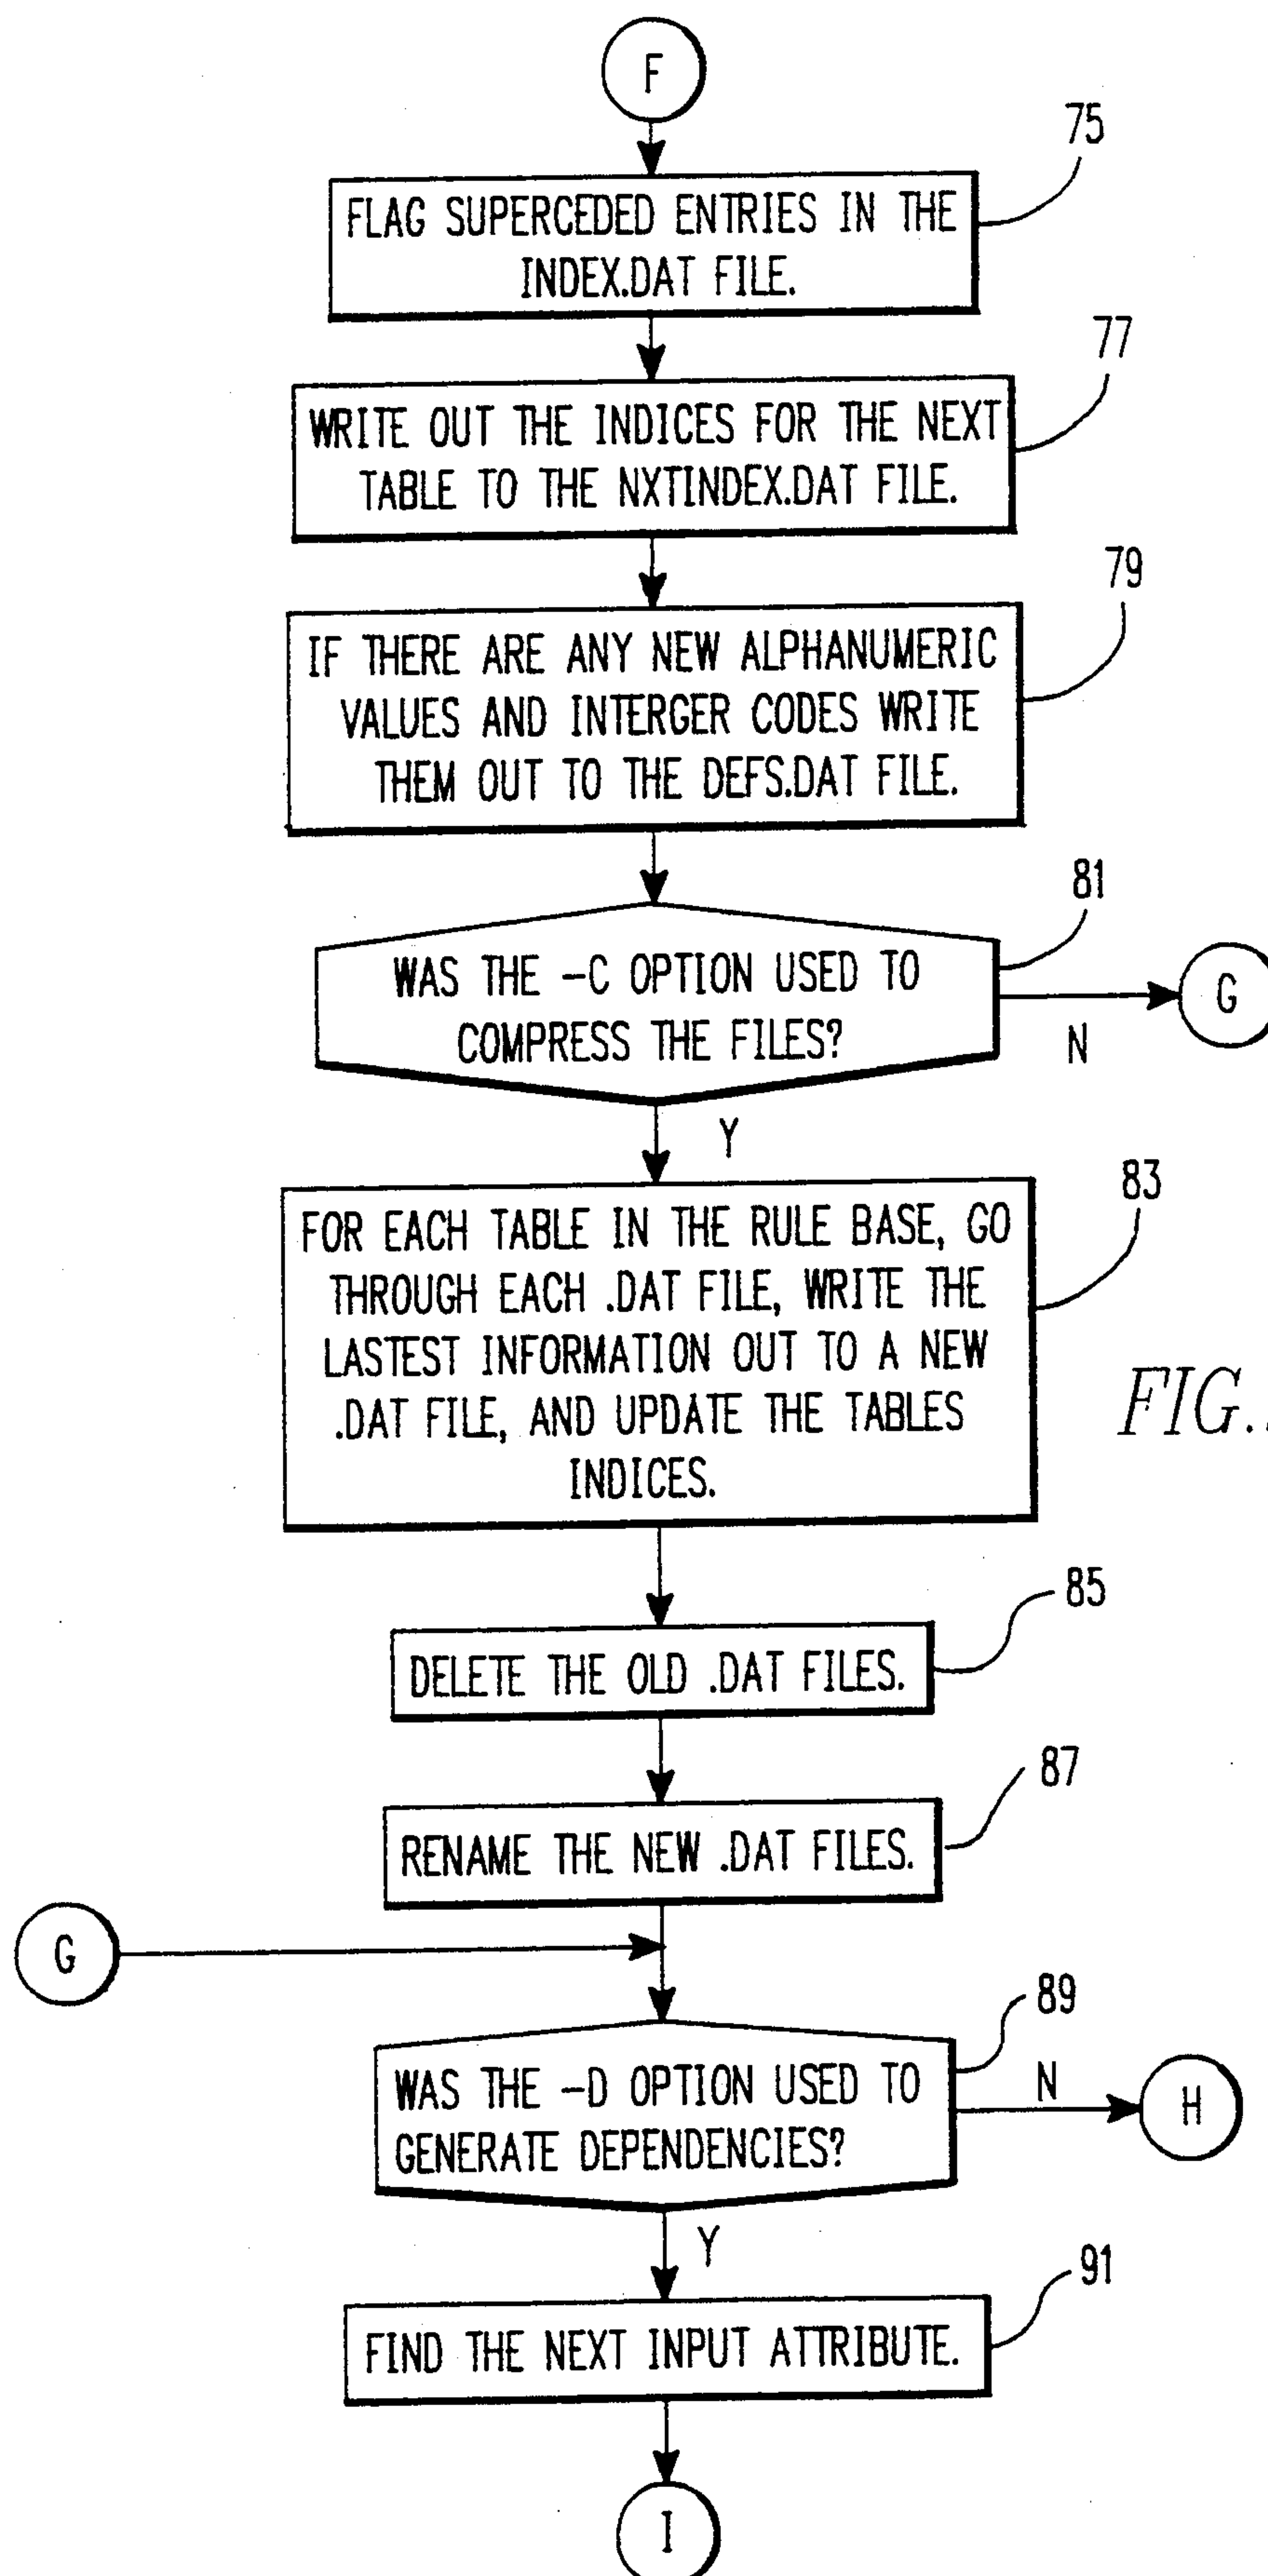 F
75
FLAG SUPERCEDED ENTRIES IN THE
INDEX.DAT FILE.
77
WRITE OUT THE INDICES FOR THE NEXT
TABLE TO THE NXTINDEX.DAT FILE.
79
IF THERE ARE ANY NEW ALPHANUMERIC
VALUES AND INTERGER CODES WRITE
THEM OUT TO THE DEFS.DAT FILE.
81
WAS THE -C OPTION USED TO
COMPRESS THE FILES?
G
N
Y
83
FOR EACH TABLE IN THE RULE BASE, GO
THROUGH EACH .DAT FILE, WRITE THE
LASTEST INFORMATION OUT TO A NEW
.DAT FILE, AND UPDATE THE TABLES
INDICES.
FIG.
85
DELETE THE OLD .DAT FILES.
87
RENAME THE NEW .DAT FILES.
G
89
WAS THE -D OPTION USED TO
GENERATE DEPENDENCIES?
N
H
Y
91
FIND THE NEXT INPUT ATTRIBUTE.
I